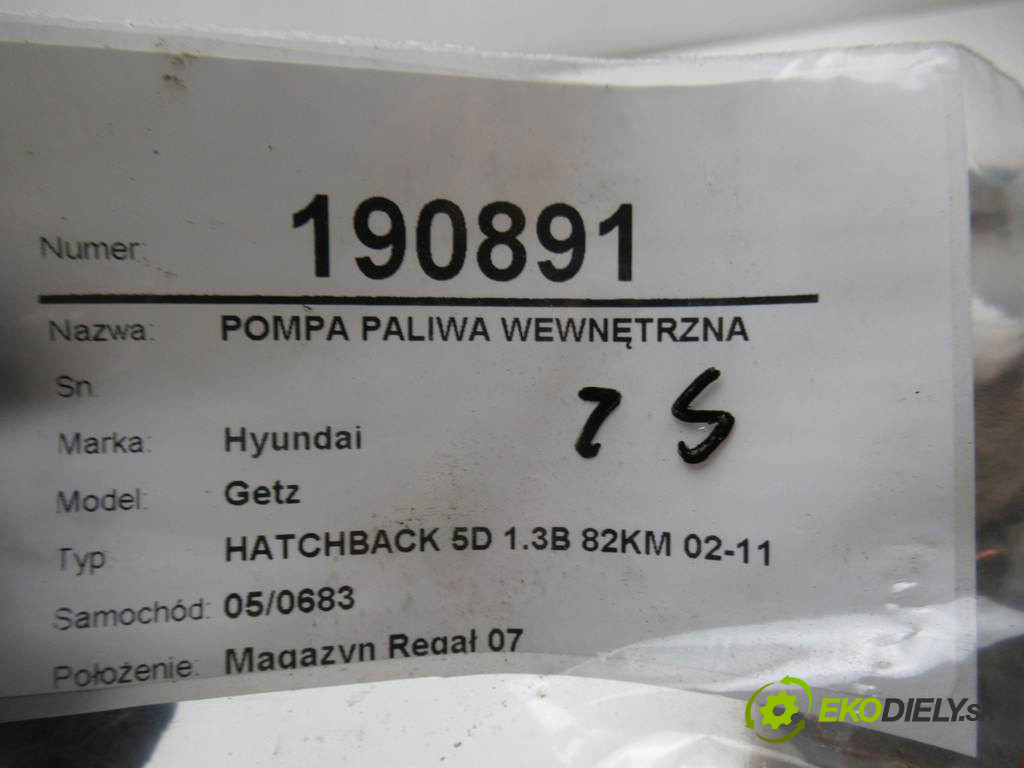 Numer: 190891
Nazwa: POMPA PALIWA WEWNĘTRZNA
Sn.
Marka: Hyundai
Model: Getz
Typ HATCHBACK 5D 1.3B 82KM 02-11
Samochód: 05/0683
Położenie: Magazyn Regał 07
EKODIELY.sk